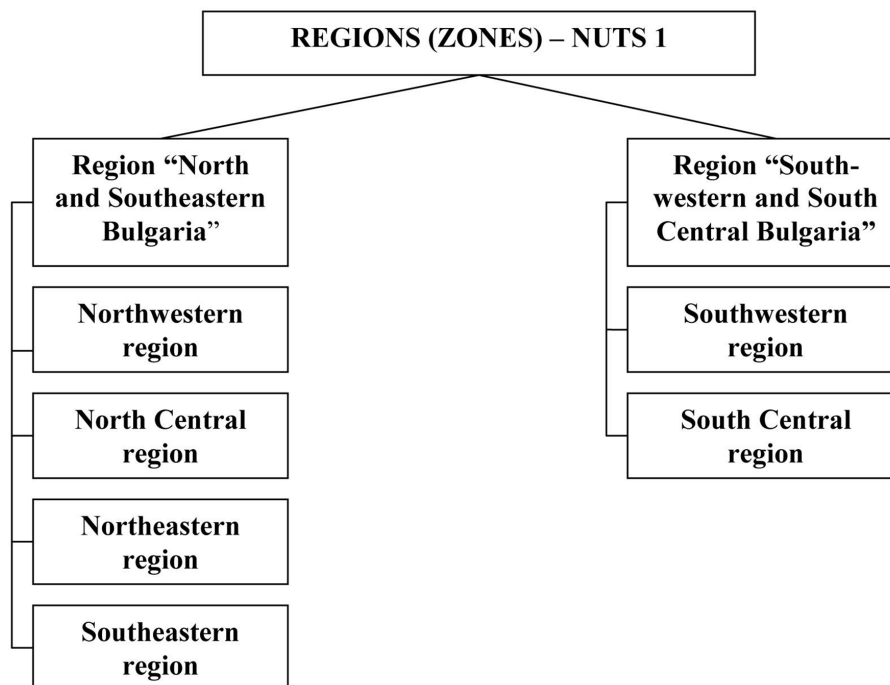 REGIONS (ZONES) – NUTS 1
Region “North
and Southeastern
Bulgaria”
Northwestern
region
North Central
region
Northeastern
region
Southeastern
region
Region “South-
western and South
Central Bulgaria”
Southwestern
region
South Central
region